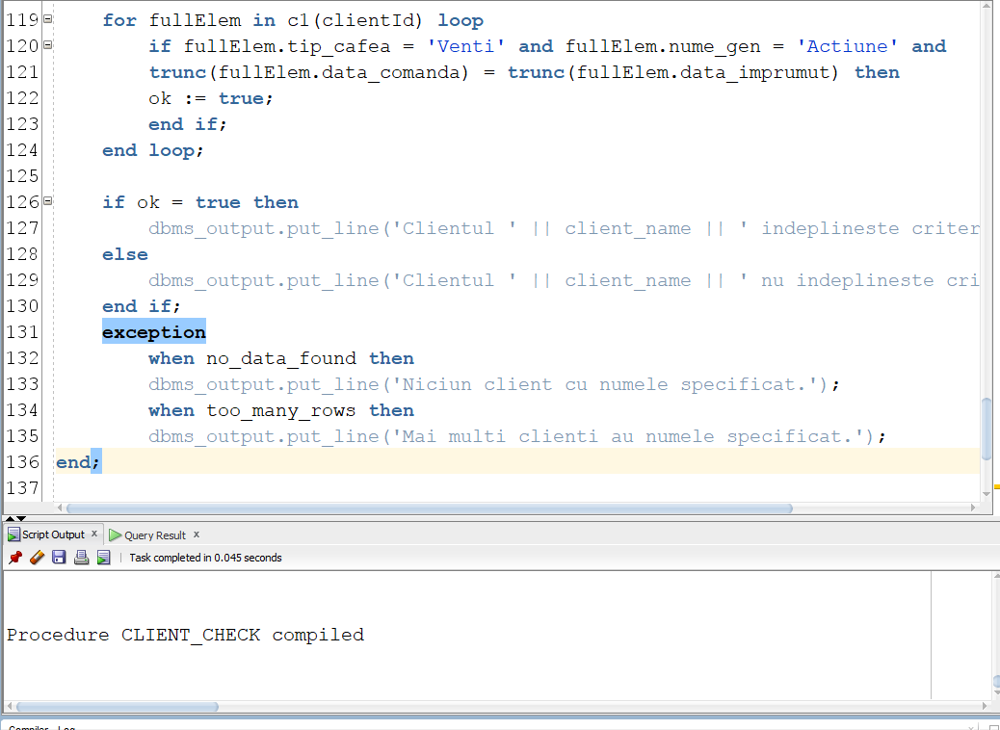 119 for fullElem in c1(clientId) loop
120 if fullElem.tip_cafea = 'Venti' and fullElem.nume_gen = 'Actiune' and
121 trunc(fullElem.data_comanda) = trunc(fullElem.data_imprumut) then
122 ok := true;
123 end if;
124 end loop;
125
126 if ok = true then
127 dbms_output.put_line('Clientul ' || client_name || ' indeplineste criter
128 else
129 dbms_output.put_line('Clientul ' || client_name || ' nu indeplineste cri
130 end if;
131 exception
132 when no_data_found then
133 dbms_output.put_line('Niciun client cu numele specificat.');
134 when too_many_rows then
135 dbms_output.put_line('Mai multi clienti au numele specificat.');
136 end;
137
Script Output x Query Result x
Task completed in 0.045 seconds
Procedure CLIENT_CHECK compiled
Compiler - Log